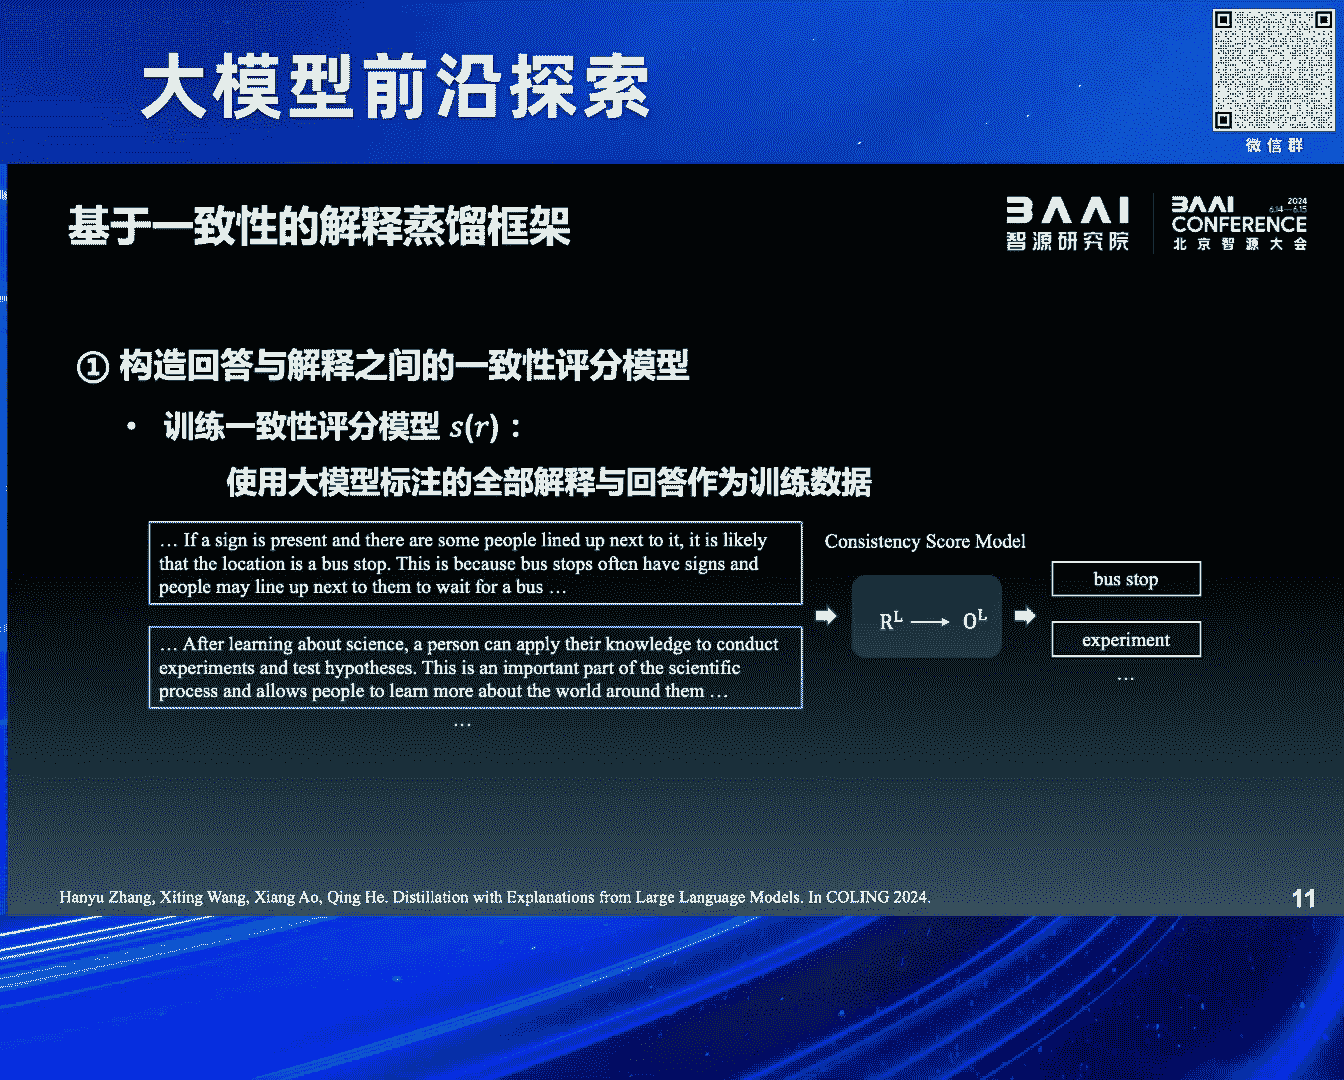 大模型前沿探索
微信群
基于一致性的解释蒸馏框架
BAAI
智源研究院
BAAI 2024
6.14—6.15
CONFERENCE
北京智源大会
① 构造回答与解释之间的一致性评分模型
• 训练一致性评分模型 s(r)：
使用大模型标注的全部解释与回答作为训练数据
… If a sign is present and there are some people lined up next to it, it is likely
that the location is a bus stop. This is because bus stops often have signs and
people may line up next to them to wait for a bus …
… After learning about science, a person can apply their knowledge to conduct
experiments and test hypotheses. This is an important part of the scientific
process and allows people to learn more about the world around them …
…
Consistency Score Model
Rᴸ ⟶ Oᴸ
bus stop
experiment
…
Hanyu Zhang, Xiting Wang, Xiang Ao, Qing He. Distillation with Explanations from Large Language Models. In COLING 2024.
11